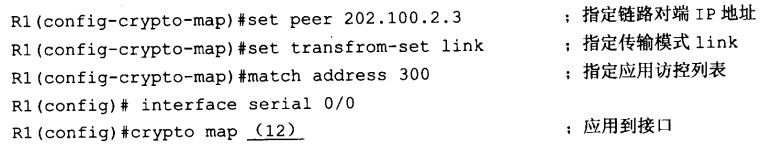 R1(config-crypto-map)#set peer 202.100.2.3 ；指定链路对端 IP 地址
R1(config-crypto-map)#set transfrom-set link ；指定传输模式 link
R1(config-crypto-map)#match address 300 ；指定应用访控列表
R1(config)# interface serial 0/0
R1(config)#crypto map (12) ；应用到接口